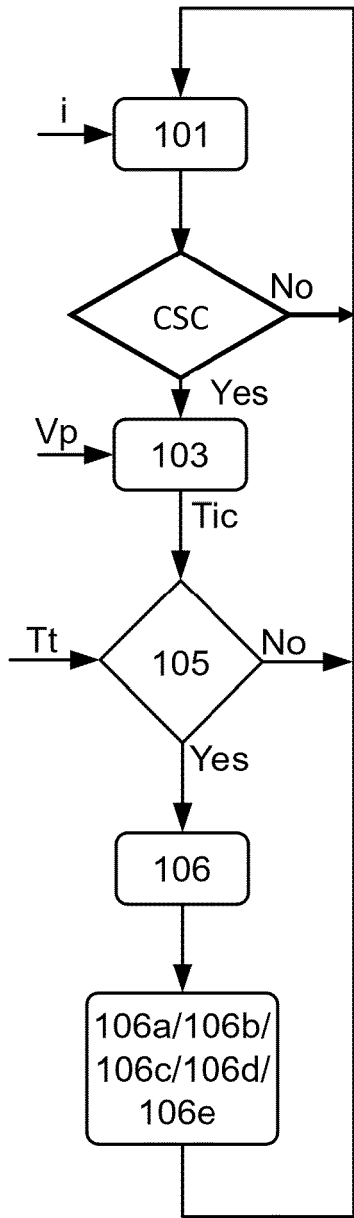 i
101
CSC
No
Yes
Vp
103
Tic
Tt
105
No
Yes
106
106a/106b/
106c/106d/
106e